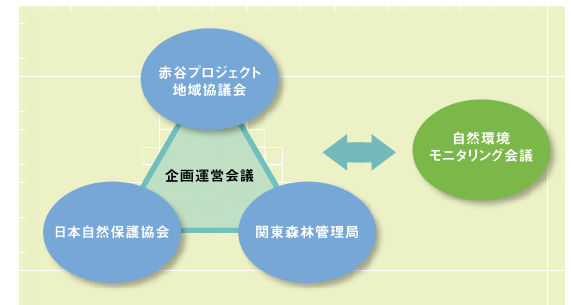 赤谷プロジェクト
地域協議会
企画運営会議
自然環境
モニタリング会議
日本自然保護協会
関東森林管理局